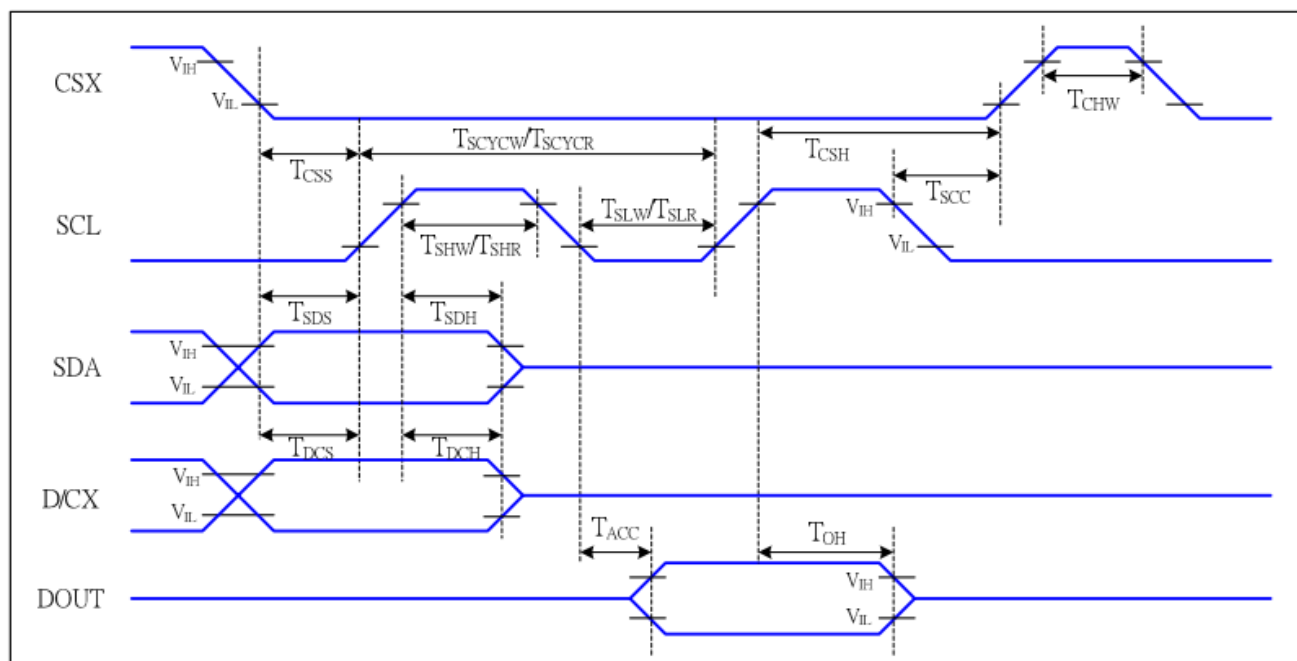 CSX
VIH
VIL
TCHW
TSCYCW/TSCYCR
TCSH
TCSS
TSCC
SCL
TSLW/TSLR
VIH
TSHW/TSHR
VIL
TSDS
TSDH
SDA
VIH
VIL
TDCS
TDCH
D/CX
VIH
VIL
TACC
TOH
DOUT
VIH
VIL